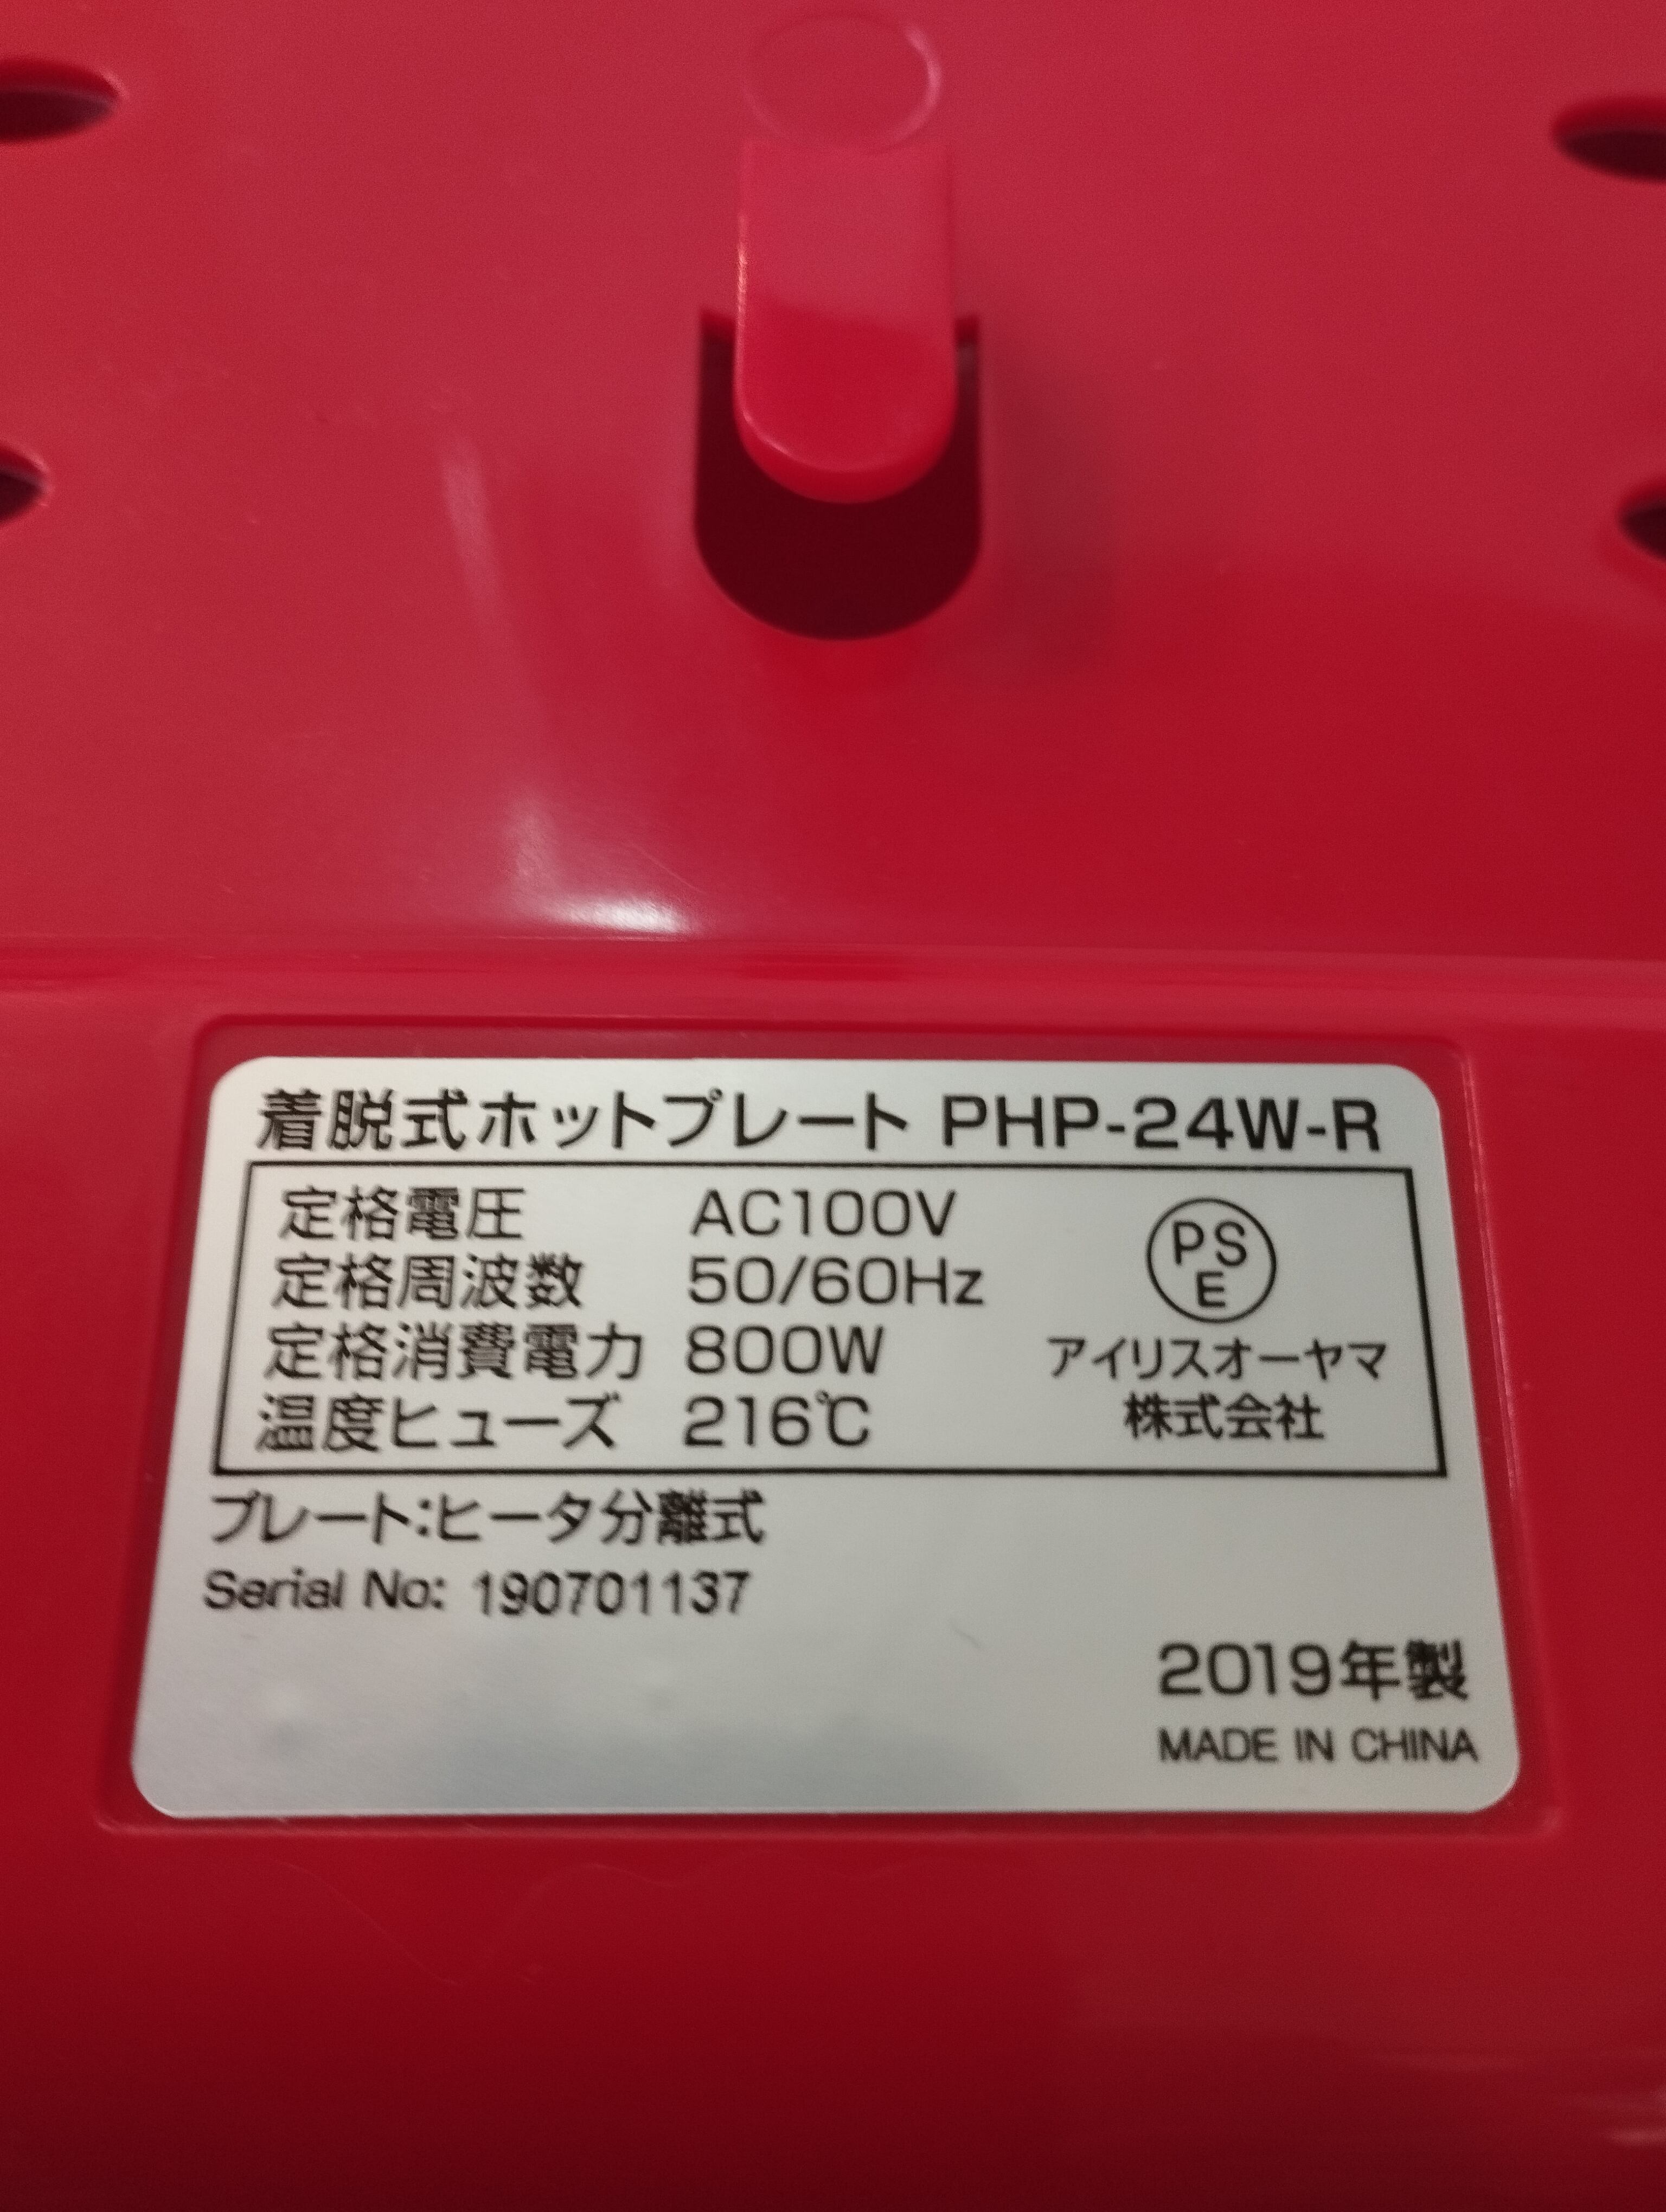 着脱式ホットプレート PHP-24W-R
定格電圧 AC100V
定格周波数 50/60Hz
定格消費電力 800W
温度ヒューズ 216℃
PS
E
アイリスオーヤマ
株式会社
プレート:ヒータ分離式
Serial No: 190701137
2019年製
MADE IN CHINA